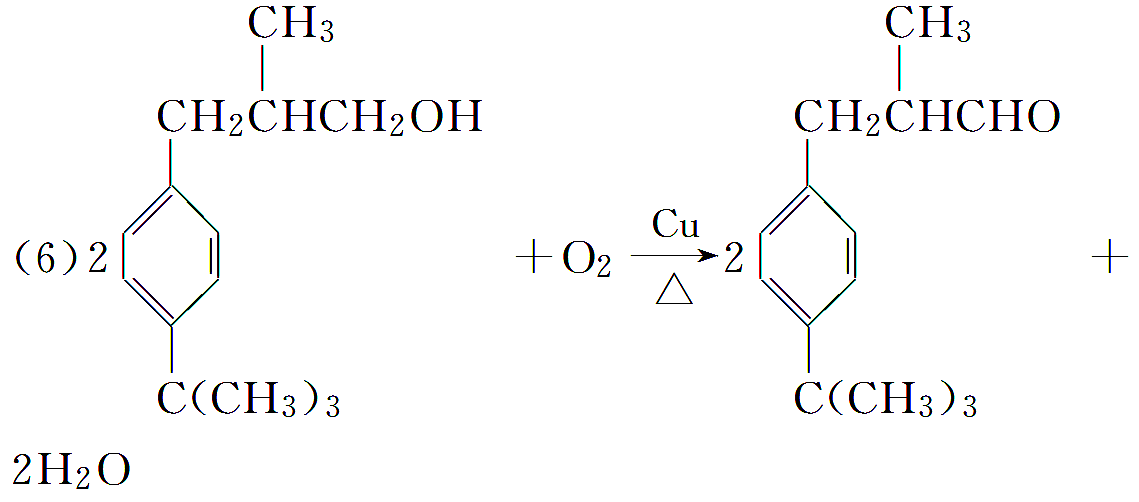 CH₃ CH₃
CH₂CHCH₂OH CH₂CHCHO
(6)2 +O₂ Cu △ 2 +
C(CH₃)₃ C(CH₃)₃
2H₂O